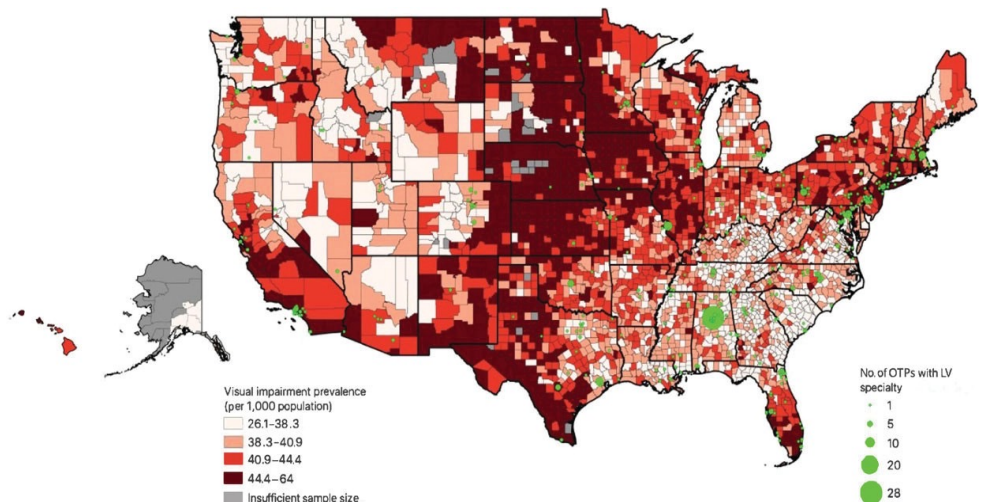 Visual impairment prevalence
(per 1,000 population)
26.1–38.3
38.3–40.9
40.9–44.4
44.4–64
Insufficient sample size
No. of OTPs with LV
specialty
1
5
10
20
28